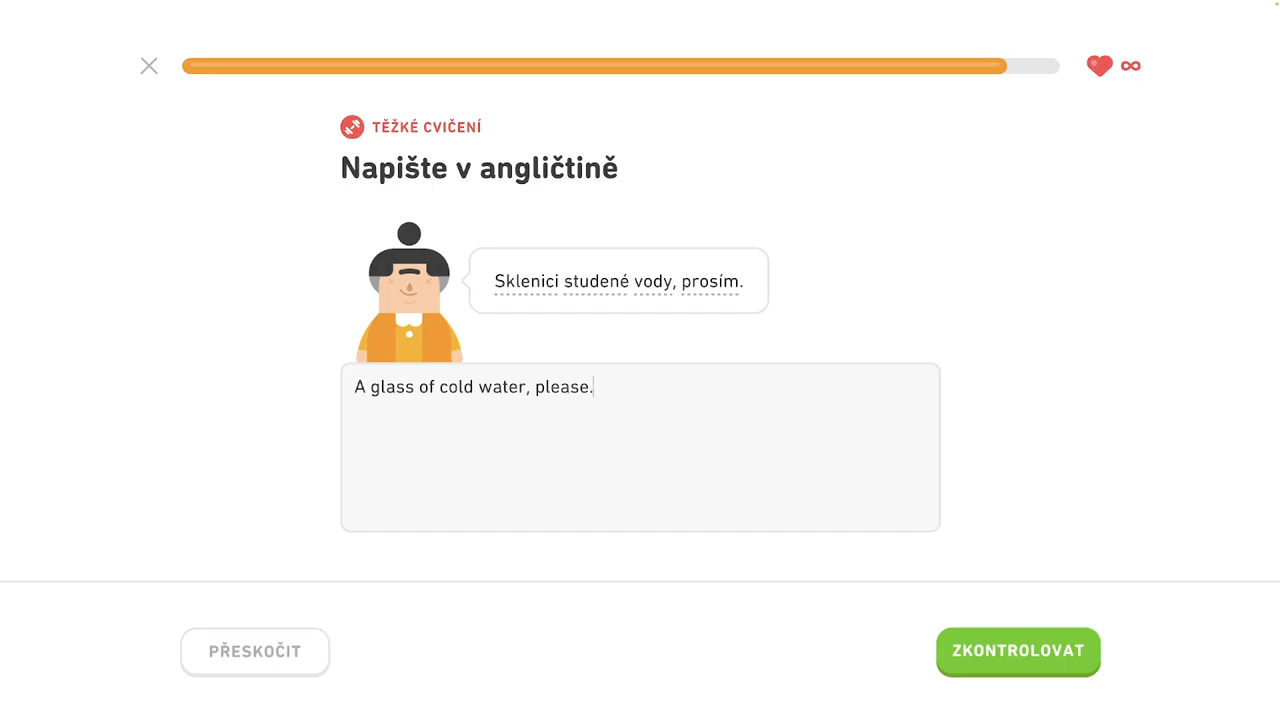 TĚŽKÉ CVIČENÍ
Napište v angličtině
Sklenici studené vody, prosím.
A glass of cold water, please.
PŘESKOČIT
ZKONTROLOVAT